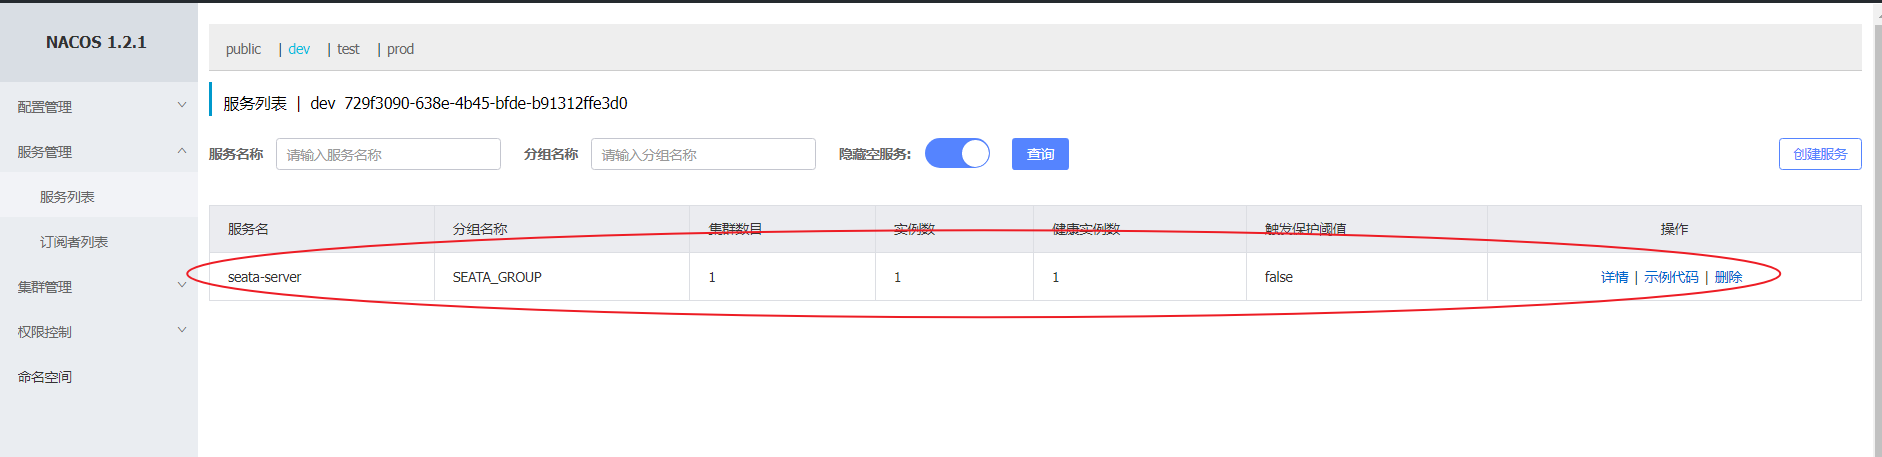 NACOS 1.2.1
public | dev | test | prod
配置管理
服务管理
服务列表
订阅者列表
集群管理
权限控制
命名空间
服务列表 | dev 729f3090-638e-4b45-bfde-b91312ffe3d0
服务名称 请输入服务名称 分组名称 请输入分组名称 隐藏空服务: 查询 创建服务
服务名 分组名称 集群数目 实例数 健康实例数 触发保护阈值 操作
seata-server SEATA_GROUP 1 1 1 false 详情 | 示例代码 | 删除